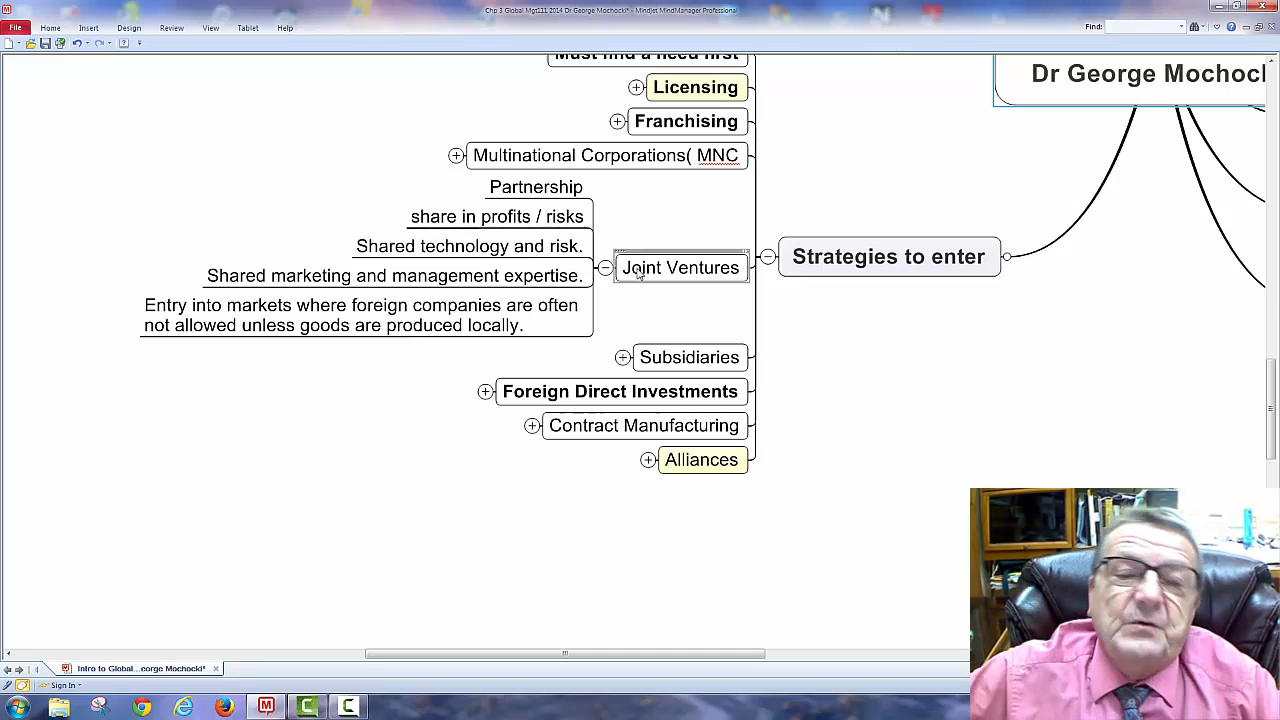 Chp 3 Global Mgt111 2014 Dr George Mochocki* - Mindjet MindManager Professional
File Home Insert Design Review View Tablet Help Find:
Must find a need first
Licensing
Franchising
Multinational Corporations( MNC
Partnership
share in profits / risks
Shared technology and risk.
Shared marketing and management expertise.
Entry into markets where foreign companies are often
not allowed unless goods are produced locally.
Joint Ventures
Subsidiaries
Foreign Direct Investments
Contract Manufacturing
Alliances
Strategies to enter
Dr George Mochocl
Intro to Global...eorge Mochocki*
Sign In